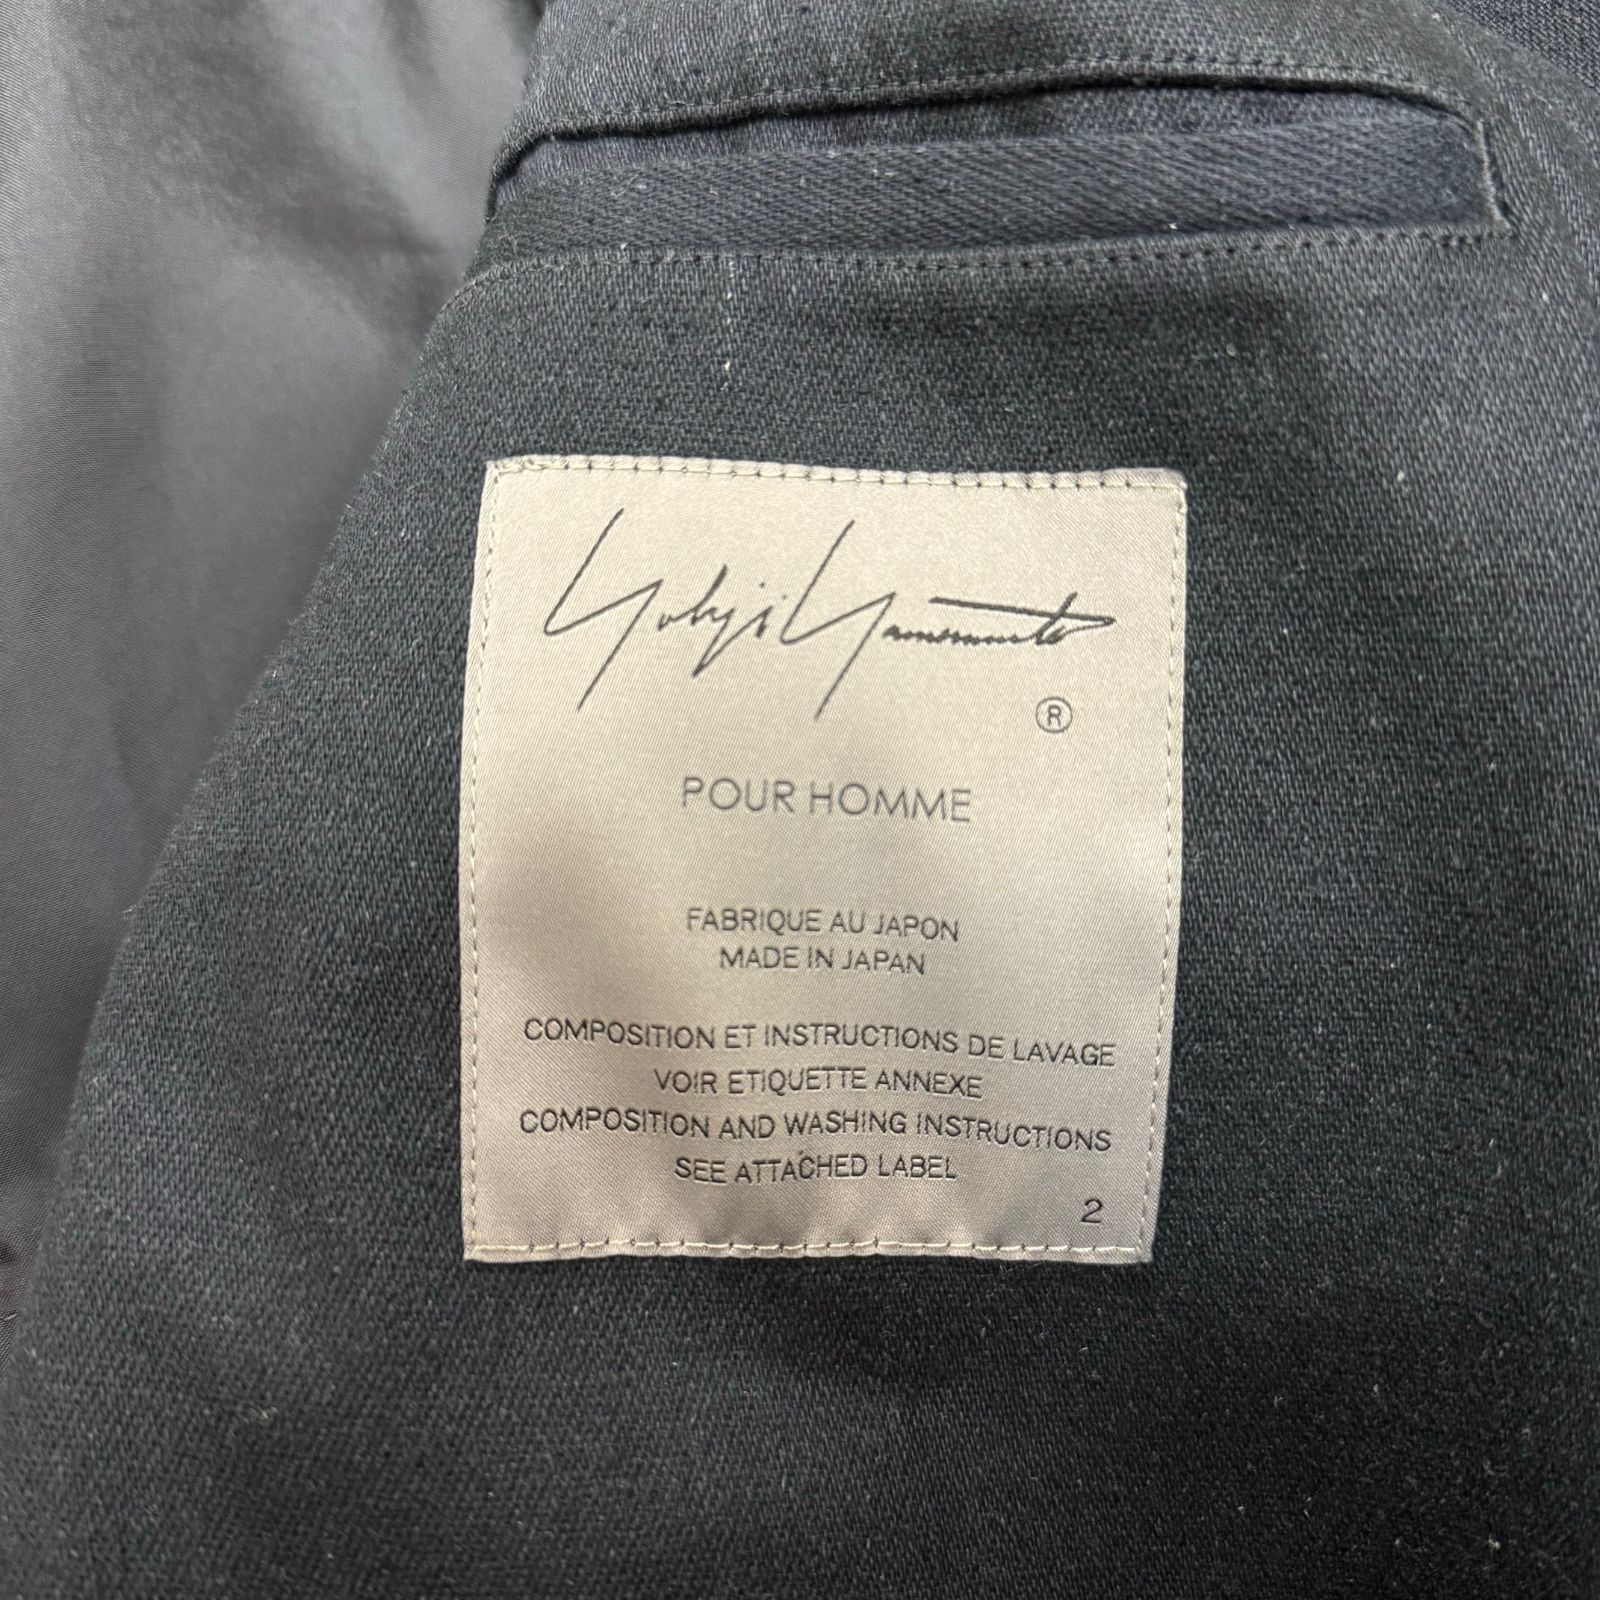 Yohji Yamamoto
®
POUR HOMME
FABRIQUE AU JAPON
MADE IN JAPAN
COMPOSITION ET INSTRUCTIONS DE LAVAGE
VOIR ETIQUETTE ANNEXE
COMPOSITION AND WASHING INSTRUCTIONS
SEE ATTACHED LABEL
2